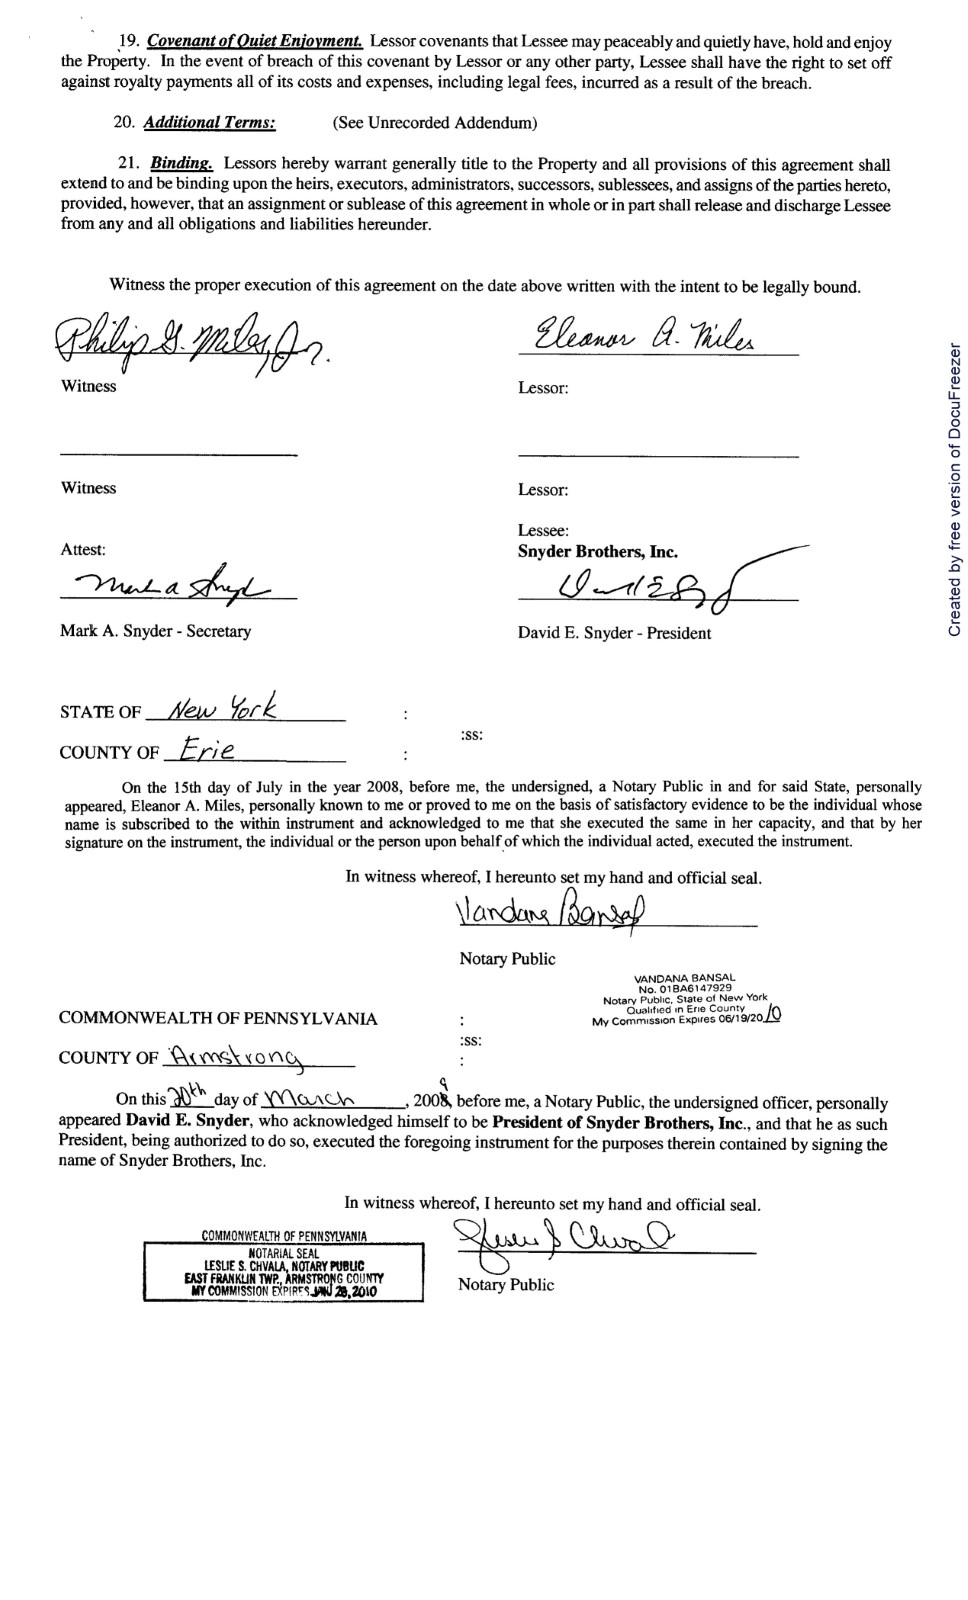 19. Covenant of Quiet Enjoyment. Lessor covenants that Lessee may peaceably and quietly have, hold and enjoy
the Property. In the event of breach of this covenant by Lessor or any other party, Lessee shall have the right to set off
against royalty payments all of its costs and expenses, including legal fees, incurred as a result of the breach.
20. Additional Terms: (See Unrecorded Addendum)
21. Binding. Lessors hereby warrant generally title to the Property and all provisions of this agreement shall
extend to and be binding upon the heirs, executors, administrators, successors, sublessees, and assigns of the parties hereto,
provided, however, that an assignment or sublease of this agreement in whole or in part shall release and discharge Lessee
from any and all obligations and liabilities hereunder.
Witness the proper execution of this agreement on the date above written with the intent to be legally bound.
Philip G. Miles, Jr.
Eleanor A. Miles
Witness
Lessor:
Witness
Lessor:
Lessee:
Attest:
Snyder Brothers, Inc.
Mark A Snyder
David E Snyder
Mark A. Snyder - Secretary
David E. Snyder - President
STATE OF New York :
:ss:
COUNTY OF Erie :
On the 15th day of July in the year 2008, before me, the undersigned, a Notary Public in and for said State, personally
appeared, Eleanor A. Miles, personally known to me or proved to me on the basis of satisfactory evidence to be the individual whose
name is subscribed to the within instrument and acknowledged to me that she executed the same in her capacity, and that by her
signature on the instrument, the individual or the person upon behalf of which the individual acted, executed the instrument.
In witness whereof, I hereunto set my hand and official seal.
Vandana Bansal
Notary Public
VANDANA BANSAL
No. 01BA6147929
Notary Public, State of New York
Qualified in Erie County
My Commission Expires 06/19/2010
COMMONWEALTH OF PENNSYLVANIA :
:ss:
COUNTY OF Armstrong :
9
On this 20th day of March, 2008, before me, a Notary Public, the undersigned officer, personally
appeared David E. Snyder, who acknowledged himself to be President of Snyder Brothers, Inc., and that he as such
President, being authorized to do so, executed the foregoing instrument for the purposes therein contained by signing the
name of Snyder Brothers, Inc.
In witness whereof, I hereunto set my hand and official seal.
Leslie S Chvala
Notary Public
COMMONWEALTH OF PENNSYLVANIA
NOTARIAL SEAL
LESLIE S. CHVALA, NOTARY PUBLIC
EAST FRANKLIN TWP., ARMSTRONG COUNTY
MY COMMISSION EXPIRES JAN 28, 2010
Created by free version of DocuFreezer